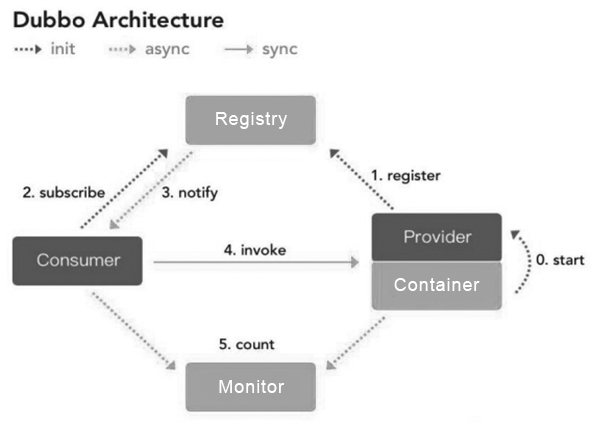 Dubbo Architecture
init async sync
Registry
1. register
2. subscribe 3. notify
Provider
4. invoke
Consumer
0. start
Container
5. count
Monitor